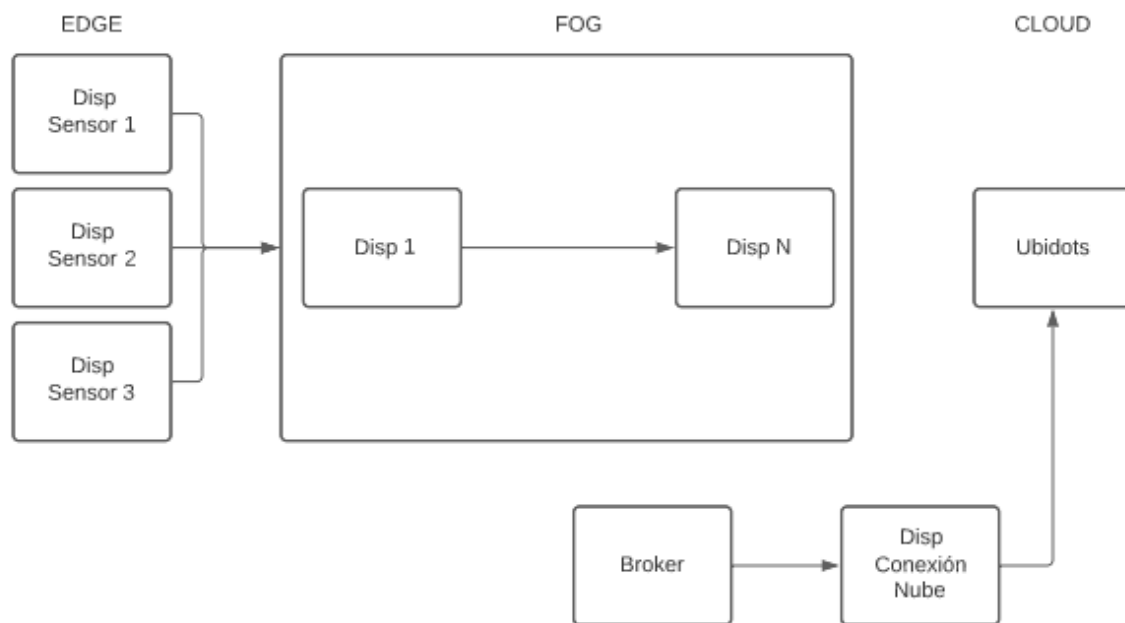 EDGE
FOG
CLOUD
Disp
Sensor 1
Disp
Sensor 2
Disp
Sensor 3
Disp 1
Disp N
Ubidots
Broker
Disp
Conexión
Nube